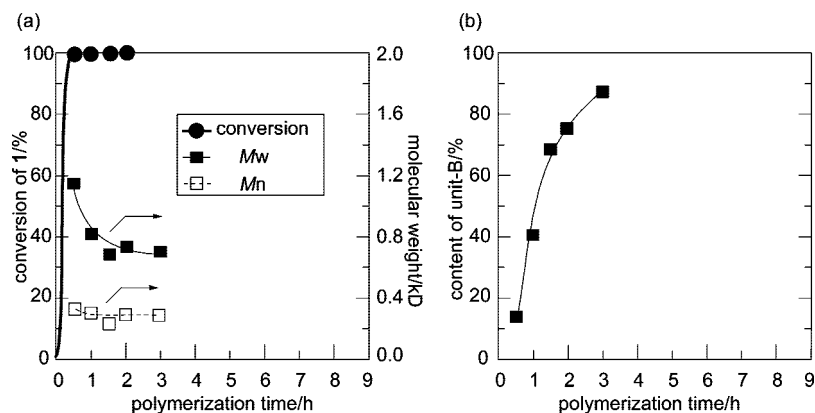 (a)
100
80
60
40
20
0
conversion of 1/%
0 1 2 3 4 5 6 7 8 9
polymerization time/h
2.0
1.6
1.2
0.8
0.4
0.0
molecular weight/kD
conversion
Mw
Mn
(b)
100
80
60
40
20
0
content of unit-B/%
0 1 2 3 4 5 6 7 8 9
polymerization time/h